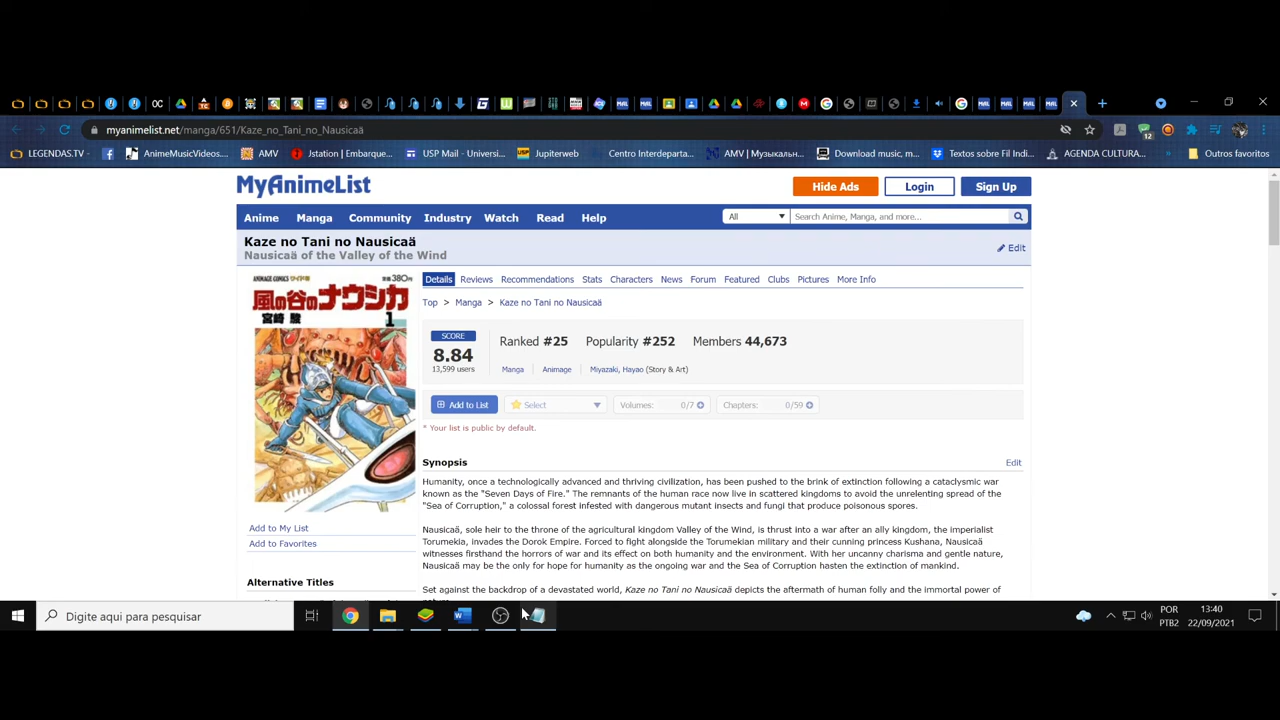 myanimelist.net/manga/651/Kaze_no_Tani_no_Nausicaä
12
LEGENDAS.TV
AnimeMusicVideos...
AMV
Jstation | Embarque...
USP Mail - Universi...
Jupiterweb
Centro Interdeparta...
AMV | Музыкальн...
Download music, m...
Textos sobre Fil Indi...
AGENDA CULTURA...
Outros favoritos
MyAnimeList
Hide Ads
Login
Sign Up
Anime Manga Community Industry Watch Read Help
All
Search Anime, Manga, and more...
Kaze no Tani no Nausicaä
Nausicaä of the Valley of the Wind
Edit
ANIMAGE COMICS ワイド判
380円
風の谷のナウシカ
宮崎 駿
1
Details Reviews Recommendations Stats Characters News Forum Featured Clubs Pictures More Info
Top > Manga > Kaze no Tani no Nausicaä
SCORE
8.84
13,599 users
Ranked #25 Popularity #252 Members 44,673
Manga Animage Miyazaki, Hayao (Story & Art)
Add to List
Select
Volumes: 0/7
Chapters: 0/59
* Your list is public by default.
Synopsis
Edit
Humanity, once a technologically advanced and thriving civilization, has been pushed to the brink of extinction following a cataclysmic war
known as the "Seven Days of Fire." The remnants of the human race now live in scattered kingdoms to avoid the unrelenting spread of the
"Sea of Corruption," a colossal forest infested with dangerous mutant insects and fungi that produce poisonous spores.
Nausicaä, sole heir to the throne of the agricultural kingdom Valley of the Wind, is thrust into a war after an ally kingdom, the imperialist
Torumekia, invades the Dorok Empire. Forced to fight alongside the Torumekian military and their cunning princess Kushana, Nausicaä
witnesses firsthand the horrors of war and its effect on both humanity and the environment. With her uncanny charisma and gentle nature,
Nausicaä may be the only for hope for humanity as the ongoing war and the Sea of Corruption hasten the extinction of mankind.
Set against the backdrop of a devastated world, Kaze no Tani no Nausicaä depicts the aftermath of human folly and the immortal power of
Add to My List
Add to Favorites
Alternative Titles
Digite aqui para pesquisar
POR
PTB2
13:40
22/09/2021